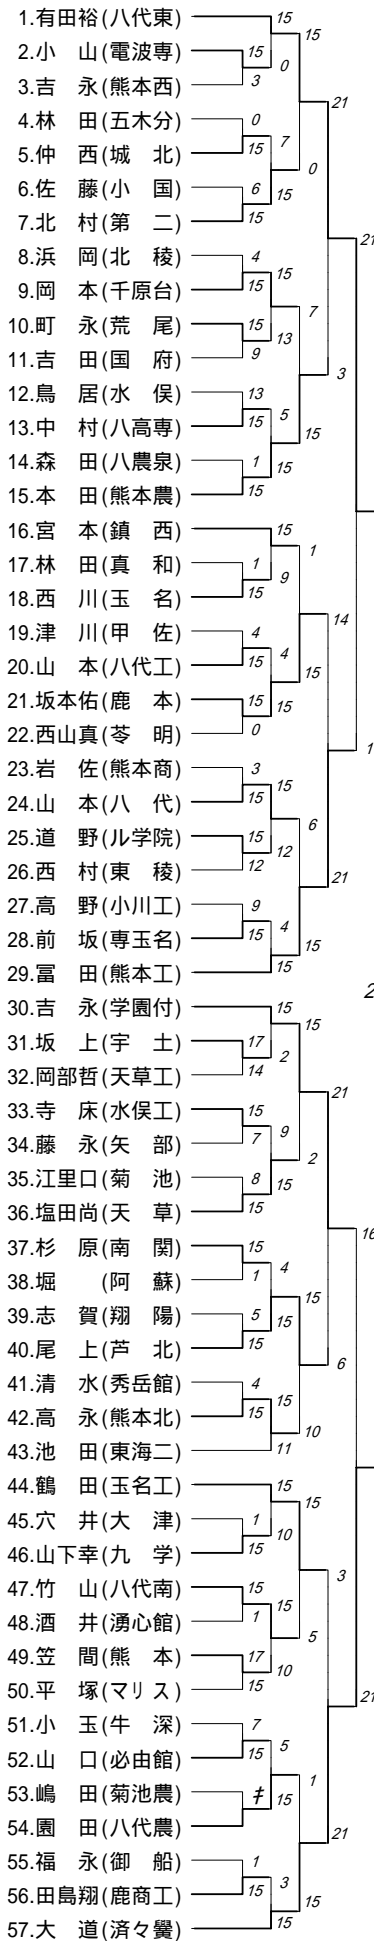 1.有田裕(八代東) 15 15
2.小　山(電波専) 15 0
3.吉　永(熊本西) 3 21
4.林　田(五木分) 0 7
5.仲　西(城　北) 15 0
6.佐　藤(小　国) 6 15
7.北　村(第　二) 15 21
8.浜　岡(北　稜) 4 15
9.岡　本(千原台) 15 7
10.町　永(荒　尾) 15 13
11.吉　田(国　府) 9 3
12.鳥　居(水　俣) 13 5
13.中　村(八高専) 15 15
14.森　田(八農泉) 1 15
15.本　田(熊本農) 15
16.宮　本(鎮　西) 15 1
17.林　田(真　和) 1 9
18.西　川(玉　名) 15 14
19.津　川(甲　佐) 4 4
20.山　本(八代工) 15 15
21.坂本佑(鹿　本) 15 15
22.西山真(苓　明) 0 1
23.岩　佐(熊本商) 3 15
24.山　本(八　代) 15 6
25.道　野(ル学院) 15 12
26.西　村(東　稜) 12 21
27.高　野(小川工) 9 4
28.前　坂(専玉名) 15 15
29.冨　田(熊本工) 15
2
30.吉　永(学園付) 15 15
31.坂　上(宇　土) 17 2
32.岡部哲(天草工) 14 21
33.寺　床(水俣工) 15 9
34.藤　永(矢　部) 7 2
35.江里口(菊　池) 8 15
36.塩田尚(天　草) 15 16
37.杉　原(南　関) 15 4
38.堀　　(阿　蘇) 1 15
39.志　賀(翔　陽) 5 15
40.尾　上(芦　北) 15 6
41.清　水(秀岳館) 4 15
42.高　永(熊本北) 15 10
43.池　田(東海二) 11
44.鶴　田(玉名工) 15 15
45.穴　井(大　津) 1 10
46.山下幸(九　学) 15 3
47.竹　山(八代南) 15 15
48.酒　井(湧心館) 1 5
49.笠　間(熊　本) 17 10
50.平　塚(マリス) 15 21
51.小　玉(牛　深) 7 5
52.山　口(必由館) 15 1
53.嶋　田(菊池農) キ 15
54.園　田(八代農) 21
55.福　永(御　船) 1 3
56.田島翔(鹿商工) 15 15
57.大　道(済々黌) 15